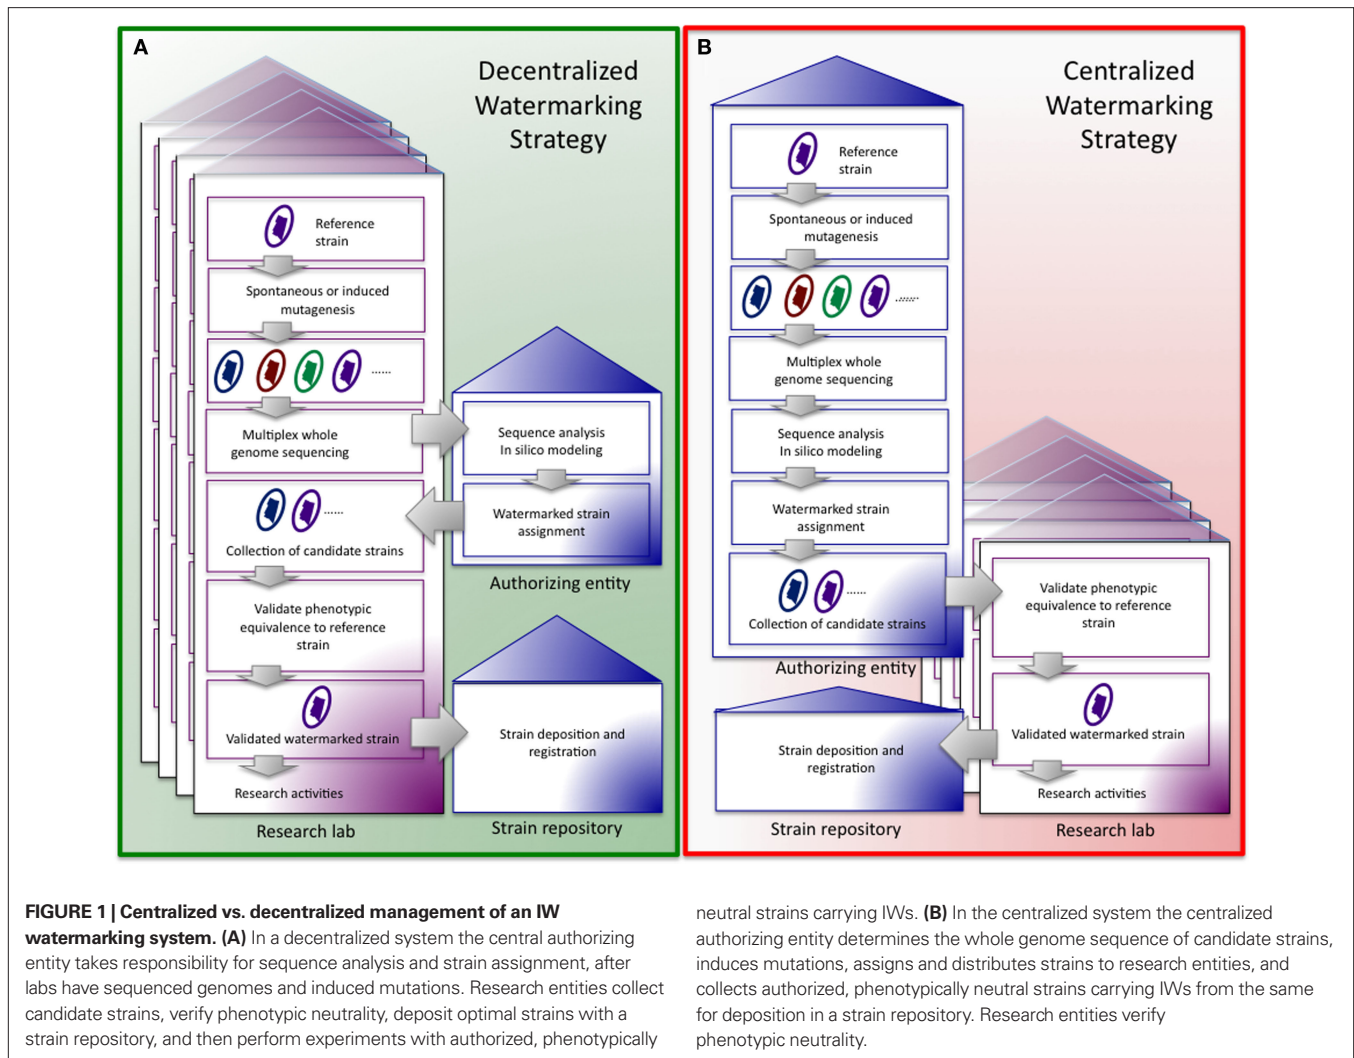 A
Decentralized
Watermarking
Strategy
Reference
strain
Spontaneous or induced
mutagenesis
......
Multiplex whole
genome sequencing
......
Collection of candidate strains
Validate phenotypic
equivalence to reference
strain
Validated watermarked strain
Research activities
Research lab
Sequence analysis
In silico modeling
Watermarked strain
assignment
Authorizing entity
Strain deposition and
registration
Strain repository
B
Centralized
Watermarking
Strategy
Reference
strain
Spontaneous or induced
mutagenesis
.......
Multiplex whole
genome sequencing
Sequence analysis
In silico modeling
Watermarked strain
assignment
......
Collection of candidate strains
Authorizing entity
Validate phenotypic
equivalence to reference
strain
Validated watermarked strain
Research activities
Research lab
Strain deposition and
registration
Strain repository
FIGURE 1 | Centralized vs. decentralized management of an IW
watermarking system. (A) In a decentralized system the central authorizing
entity takes responsibility for sequence analysis and strain assignment, after
labs have sequenced genomes and induced mutations. Research entities collect
candidate strains, verify phenotypic neutrality, deposit optimal strains with a
strain repository, and then perform experiments with authorized, phenotypically
neutral strains carrying IWs. (B) In the centralized system the centralized
authorizing entity determines the whole genome sequence of candidate strains,
induces mutations, assigns and distributes strains to research entities, and
collects authorized, phenotypically neutral strains carrying IWs from the same
for deposition in a strain repository. Research entities verify
phenotypic neutrality.